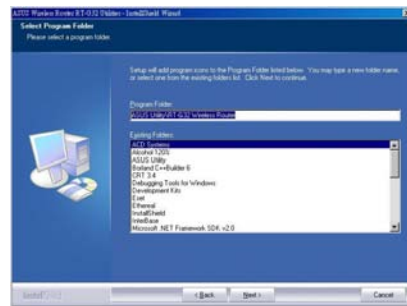 ASUS Wireless Router RT-G32 Utilities - InstallShield Wizard
Select Program Folder
Please select a program folder.
Setup will add program icons to the Program Folder listed below. You may type a new folder name,
or select one from the existing folders list. Click Next to continue.
Program Folder:
ASUS Utility\RT-G32 Wireless Router
Existing Folders:
ACD Systems
Alcohol 120%
ASUS Utility
Borland C++Builder 6
CRT 3.4
Debugging Tools for Windows
Development Kits
Eset
Ethereal
InstallShield
InterBase
Microsoft .NET Framework SDK v2.0
InstallShield
< Back
Next >
Cancel